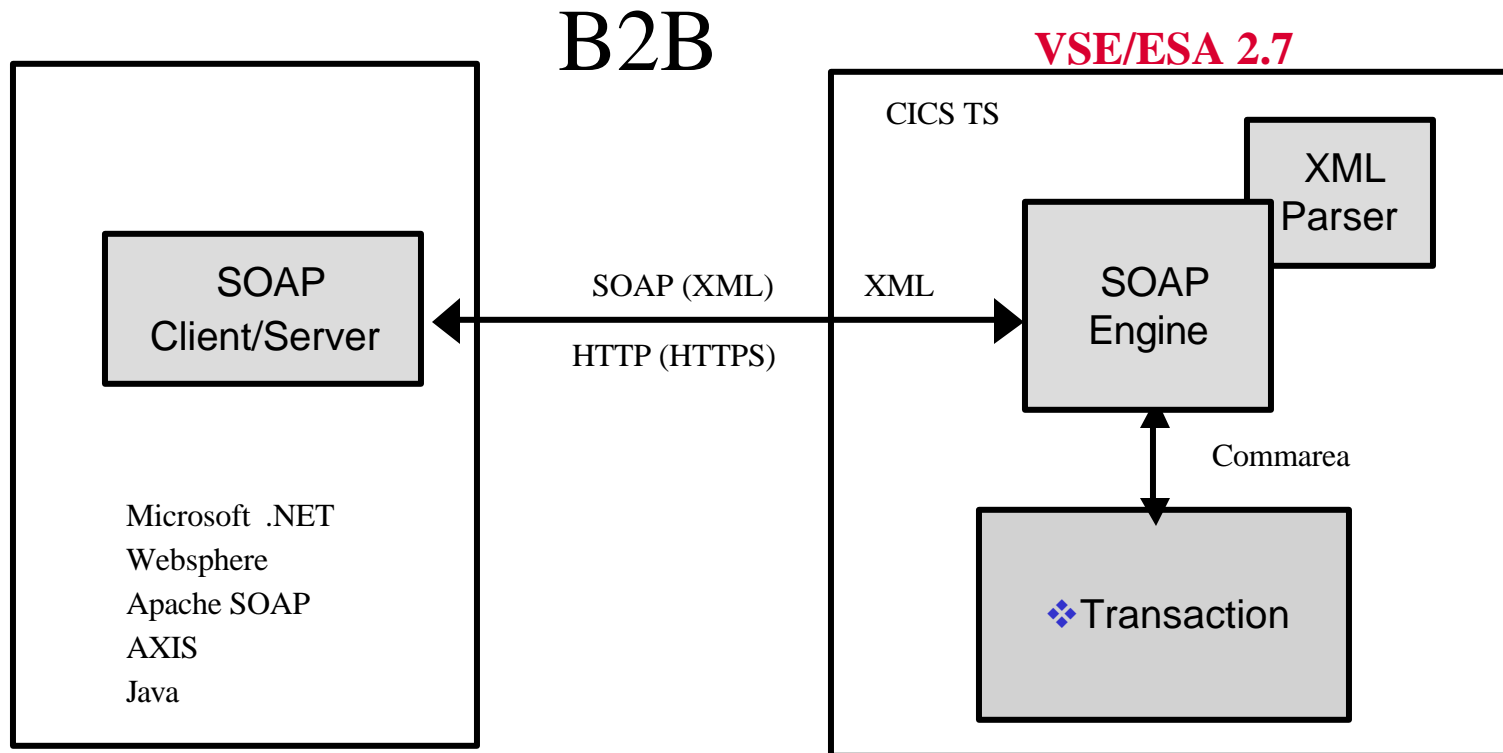 B2B
VSE/ESA 2.7
SOAP
Client/Server
Microsoft .NET
Websphere
Apache SOAP
AXIS
Java
SOAP (XML)
HTTP (HTTPS)
CICS TS
XML
XML
Parser
SOAP
Engine
Commarea
❖Transaction